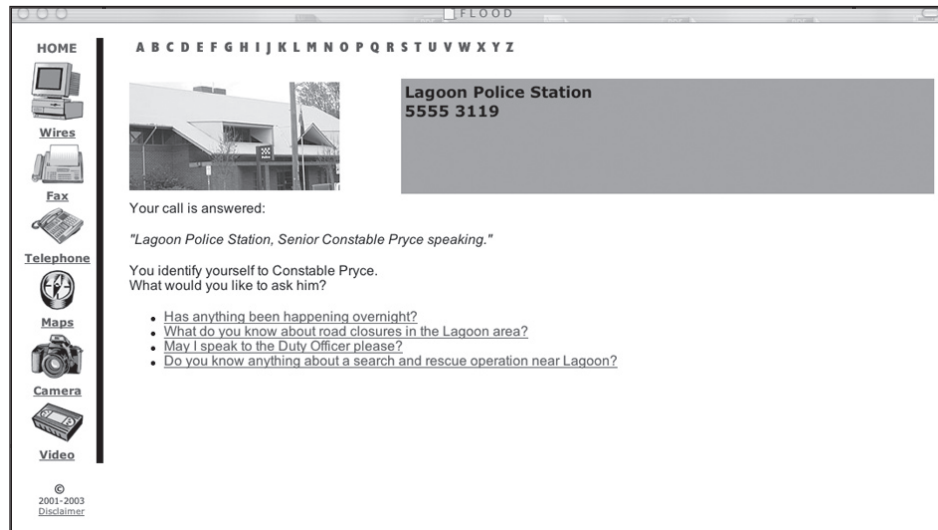 FLOOD
HOME
A B C D E F G H I J K L M N O P Q R S T U V W X Y Z
Lagoon Police Station
5555 3119
Wires
Fax
Telephone
Maps
Camera
Video
©
2001-2003
Disclaimer
Your call is answered:
"Lagoon Police Station, Senior Constable Pryce speaking."
You identify yourself to Constable Pryce.
What would you like to ask him?
• Has anything been happening overnight?
• What do you know about road closures in the Lagoon area?
• May I speak to the Duty Officer please?
• Do you know anything about a search and rescue operation near Lagoon?